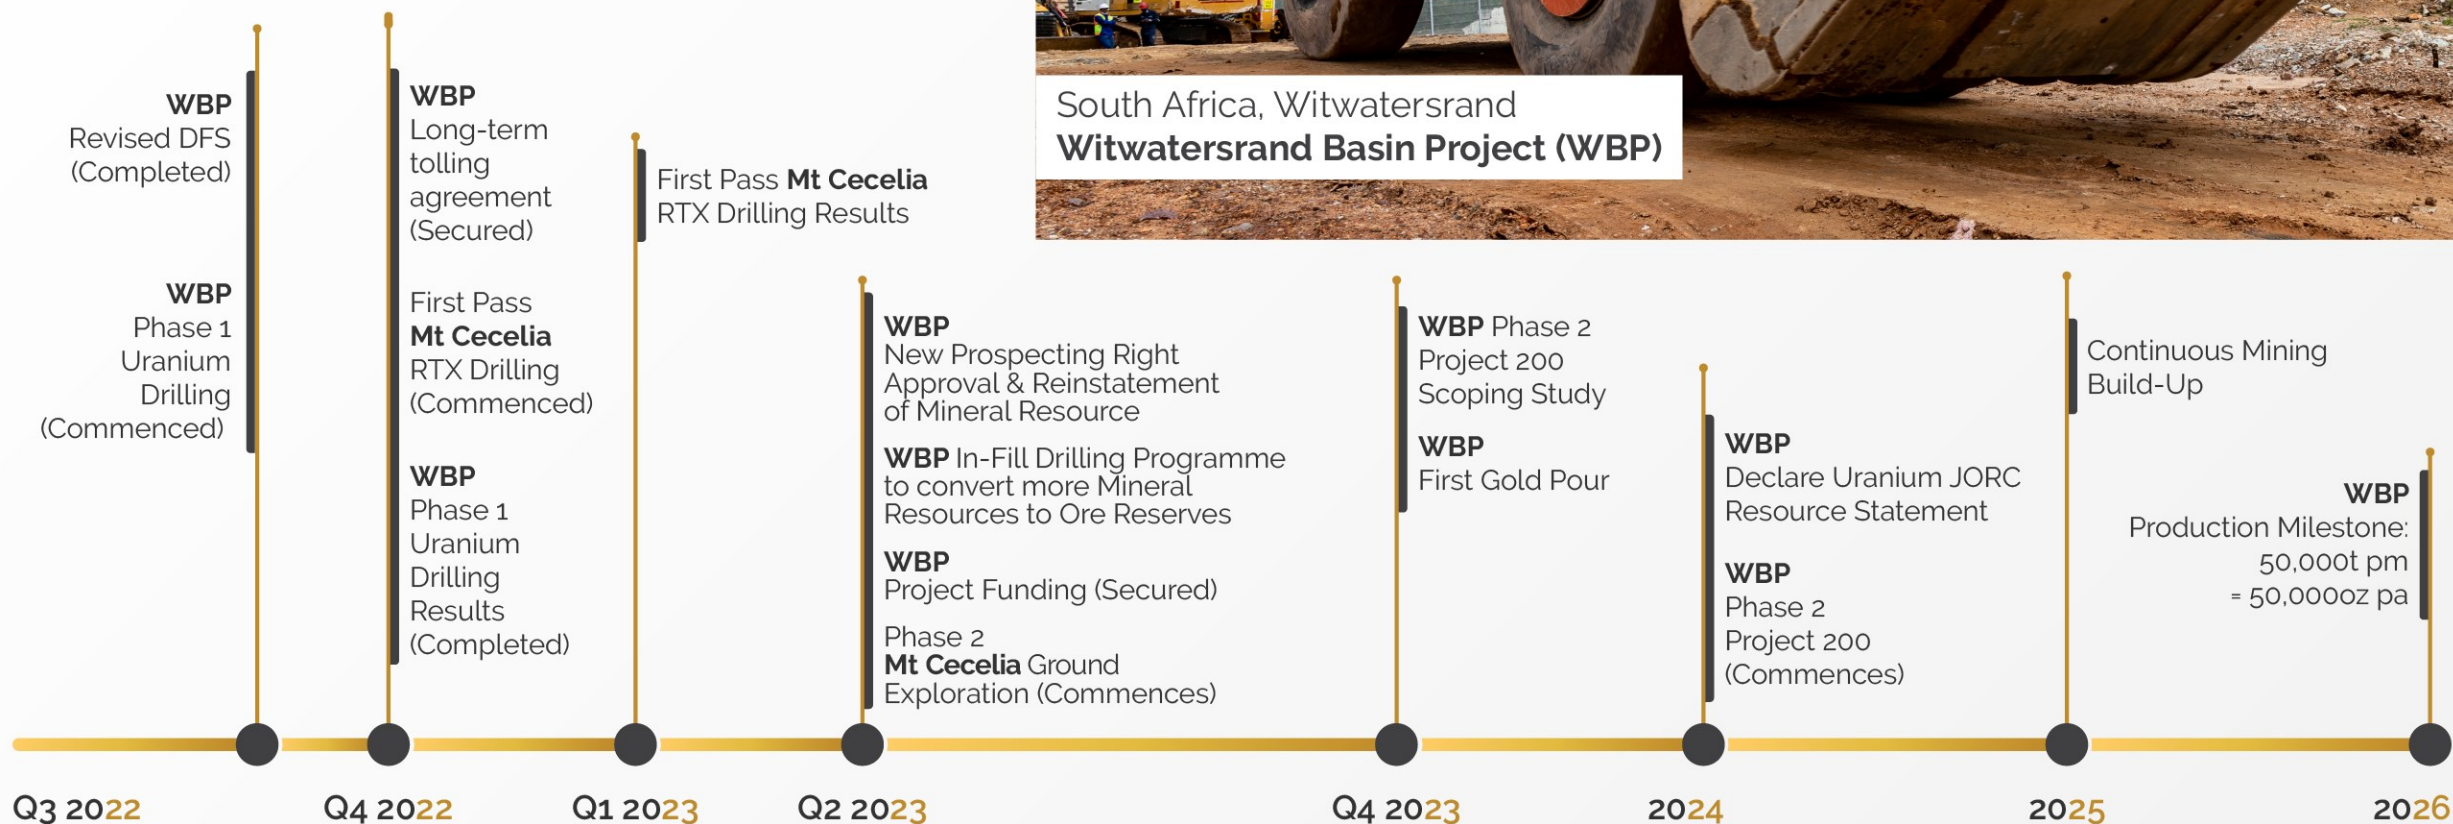 South Africa, Witwatersrand
Witwatersrand Basin Project (WBP)
WBP
Revised DFS
(Completed)
WBP
Phase 1
Uranium
Drilling
(Commenced)
WBP
Long-term
tolling
agreement
(Secured)
First Pass
Mt Cecelia
RTX Drilling
(Commenced)
WBP
Phase 1
Uranium
Drilling
Results
(Completed)
First Pass Mt Cecelia
RTX Drilling Results
WBP
New Prospecting Right
Approval & Reinstatement
of Mineral Resource
WBP In-Fill Drilling Programme
to convert more Mineral
Resources to Ore Reserves
WBP
Project Funding (Secured)
Phase 2
Mt Cecelia Ground
Exploration (Commences)
WBP Phase 2
Project 200
Scoping Study
WBP
First Gold Pour
WBP
Declare Uranium JORC
Resource Statement
WBP
Phase 2
Project 200
(Commences)
Continuous Mining
Build-Up
WBP
Production Milestone:
50,000t pm
= 50,000oz pa
Q3 2022
Q4 2022
Q1 2023
Q2 2023
Q4 2023
2024
2025
2026